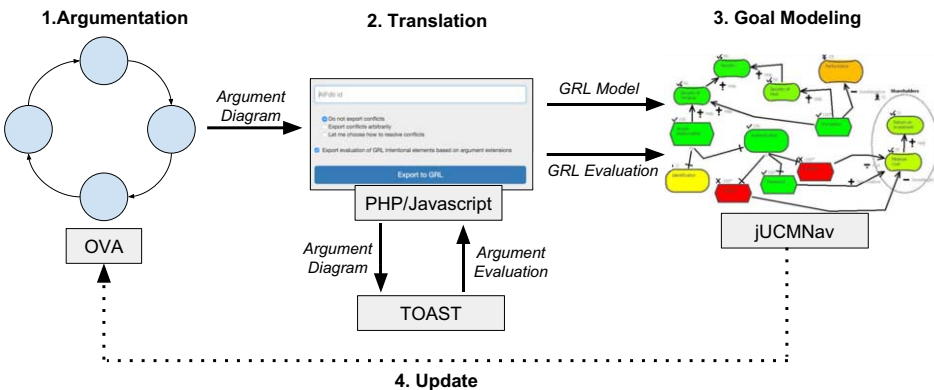 1.Argumentation
2. Translation
3. Goal Modeling
Argument
Diagram
Do not export conflicts
Export conflicts arbitrarily
Let me choose how to resolve conflicts
Export evaluation of GRL intentional elements based on argument extensions
Export to GRL
PHP/Javascript
GRL Model
GRL Evaluation
Shareholders
Identification
OVA
Argument
Diagram
Argument
Evaluation
TOAST
jUCMNav
4. Update